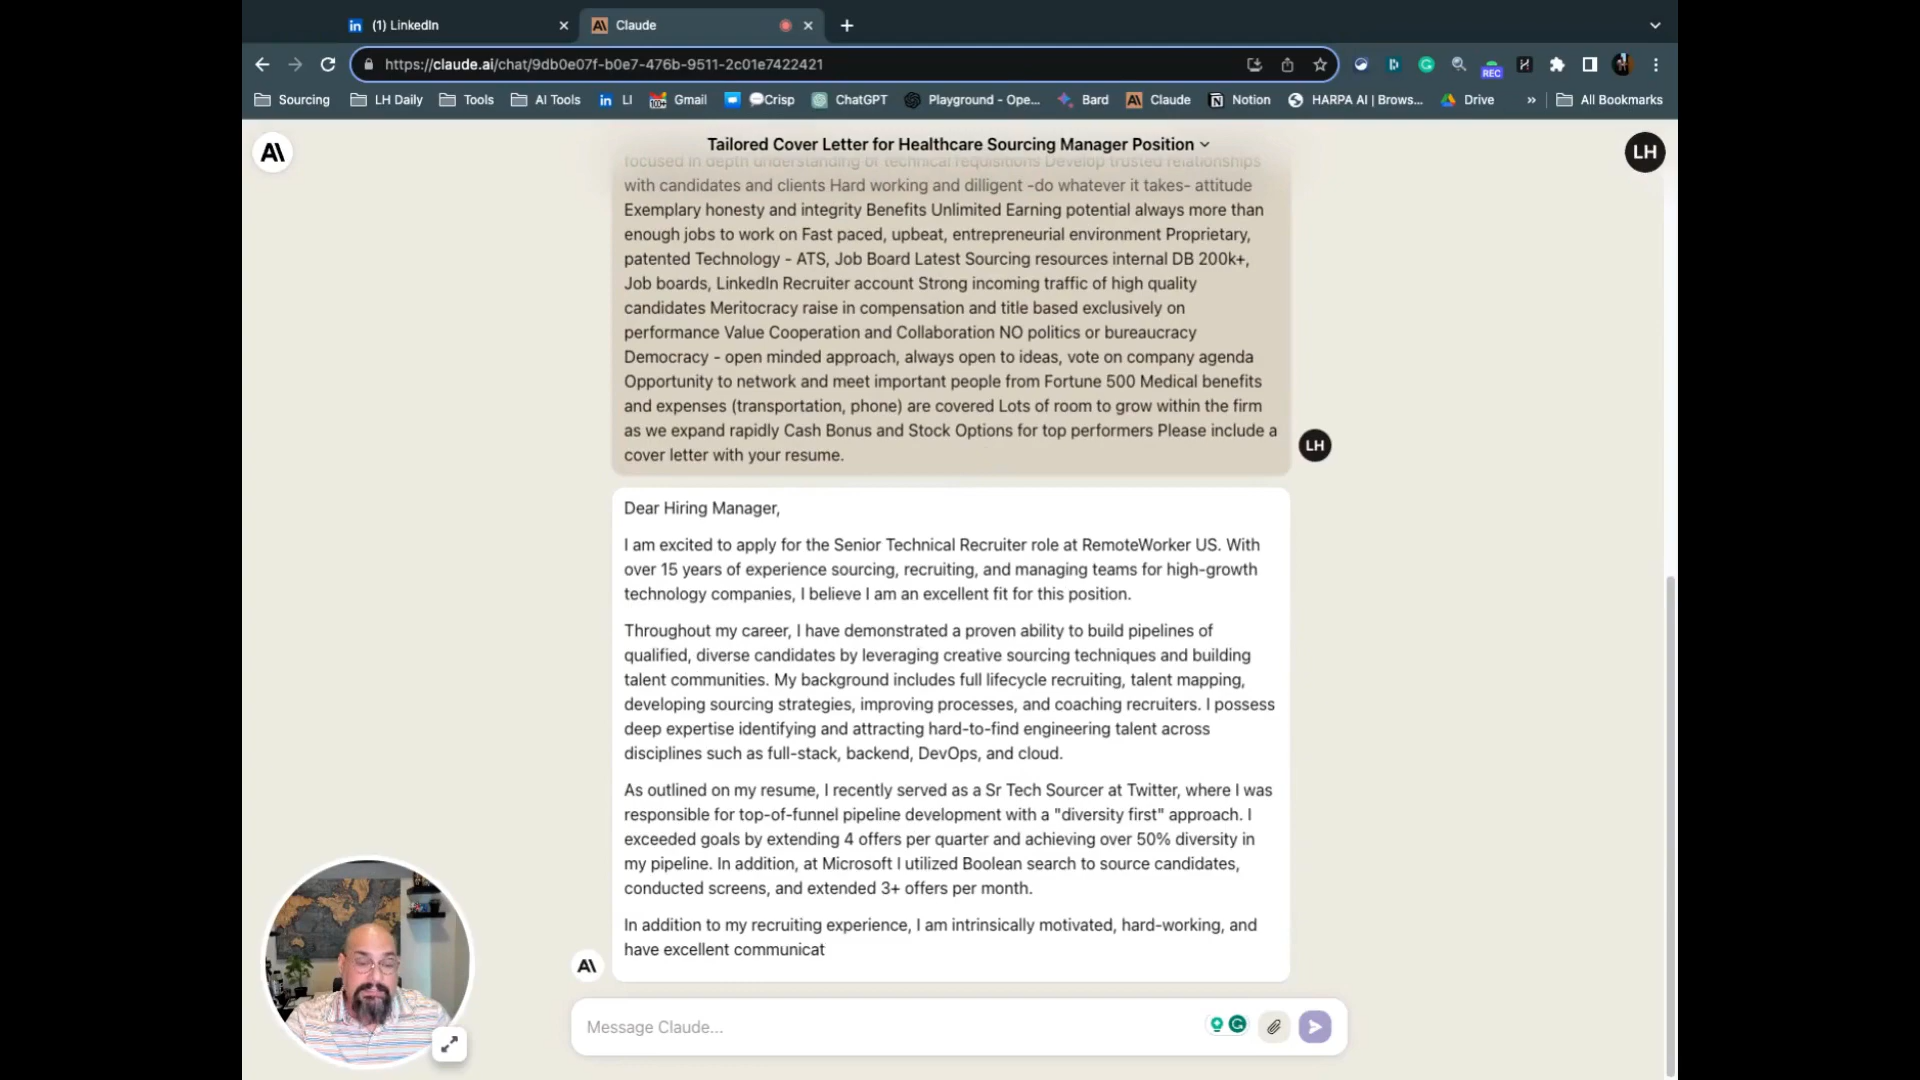 (1) LinkedIn
Claude
https://claude.ai/chat/9db0e07f-b0e7-476b-9511-2c01e7422421
REC
Sourcing
LH Daily
Tools
AI Tools
LI
100+
Gmail
Crisp
ChatGPT
Playground - Ope...
Bard
Claude
Notion
HARPA AI | Brows...
Drive
»
All Bookmarks
Tailored Cover Letter for Healthcare Sourcing Manager Position
LH
focused in depth understanding of technical requisitions Develop trusted relationships
with candidates and clients Hard working and dilligent -do whatever it takes- attitude
Exemplary honesty and integrity Benefits Unlimited Earning potential always more than
enough jobs to work on Fast paced, upbeat, entrepreneurial environment Proprietary,
patented Technology - ATS, Job Board Latest Sourcing resources internal DB 200k+,
Job boards, LinkedIn Recruiter account Strong incoming traffic of high quality
candidates Meritocracy raise in compensation and title based exclusively on
performance Value Cooperation and Collaboration NO politics or bureaucracy
Democracy - open minded approach, always open to ideas, vote on company agenda
Opportunity to network and meet important people from Fortune 500 Medical benefits
and expenses (transportation, phone) are covered Lots of room to grow within the firm
as we expand rapidly Cash Bonus and Stock Options for top performers Please include a
cover letter with your resume.
LH
Dear Hiring Manager,
I am excited to apply for the Senior Technical Recruiter role at RemoteWorker US. With
over 15 years of experience sourcing, recruiting, and managing teams for high-growth
technology companies, I believe I am an excellent fit for this position.
Throughout my career, I have demonstrated a proven ability to build pipelines of
qualified, diverse candidates by leveraging creative sourcing techniques and building
talent communities. My background includes full lifecycle recruiting, talent mapping,
developing sourcing strategies, improving processes, and coaching recruiters. I possess
deep expertise identifying and attracting hard-to-find engineering talent across
disciplines such as full-stack, backend, DevOps, and cloud.
As outlined on my resume, I recently served as a Sr Tech Sourcer at Twitter, where I was
responsible for top-of-funnel pipeline development with a "diversity first" approach. I
exceeded goals by extending 4 offers per quarter and achieving over 50% diversity in
my pipeline. In addition, at Microsoft I utilized Boolean search to source candidates,
conducted screens, and extended 3+ offers per month.
In addition to my recruiting experience, I am intrinsically motivated, hard-working, and
have excellent communicat
Message Claude...